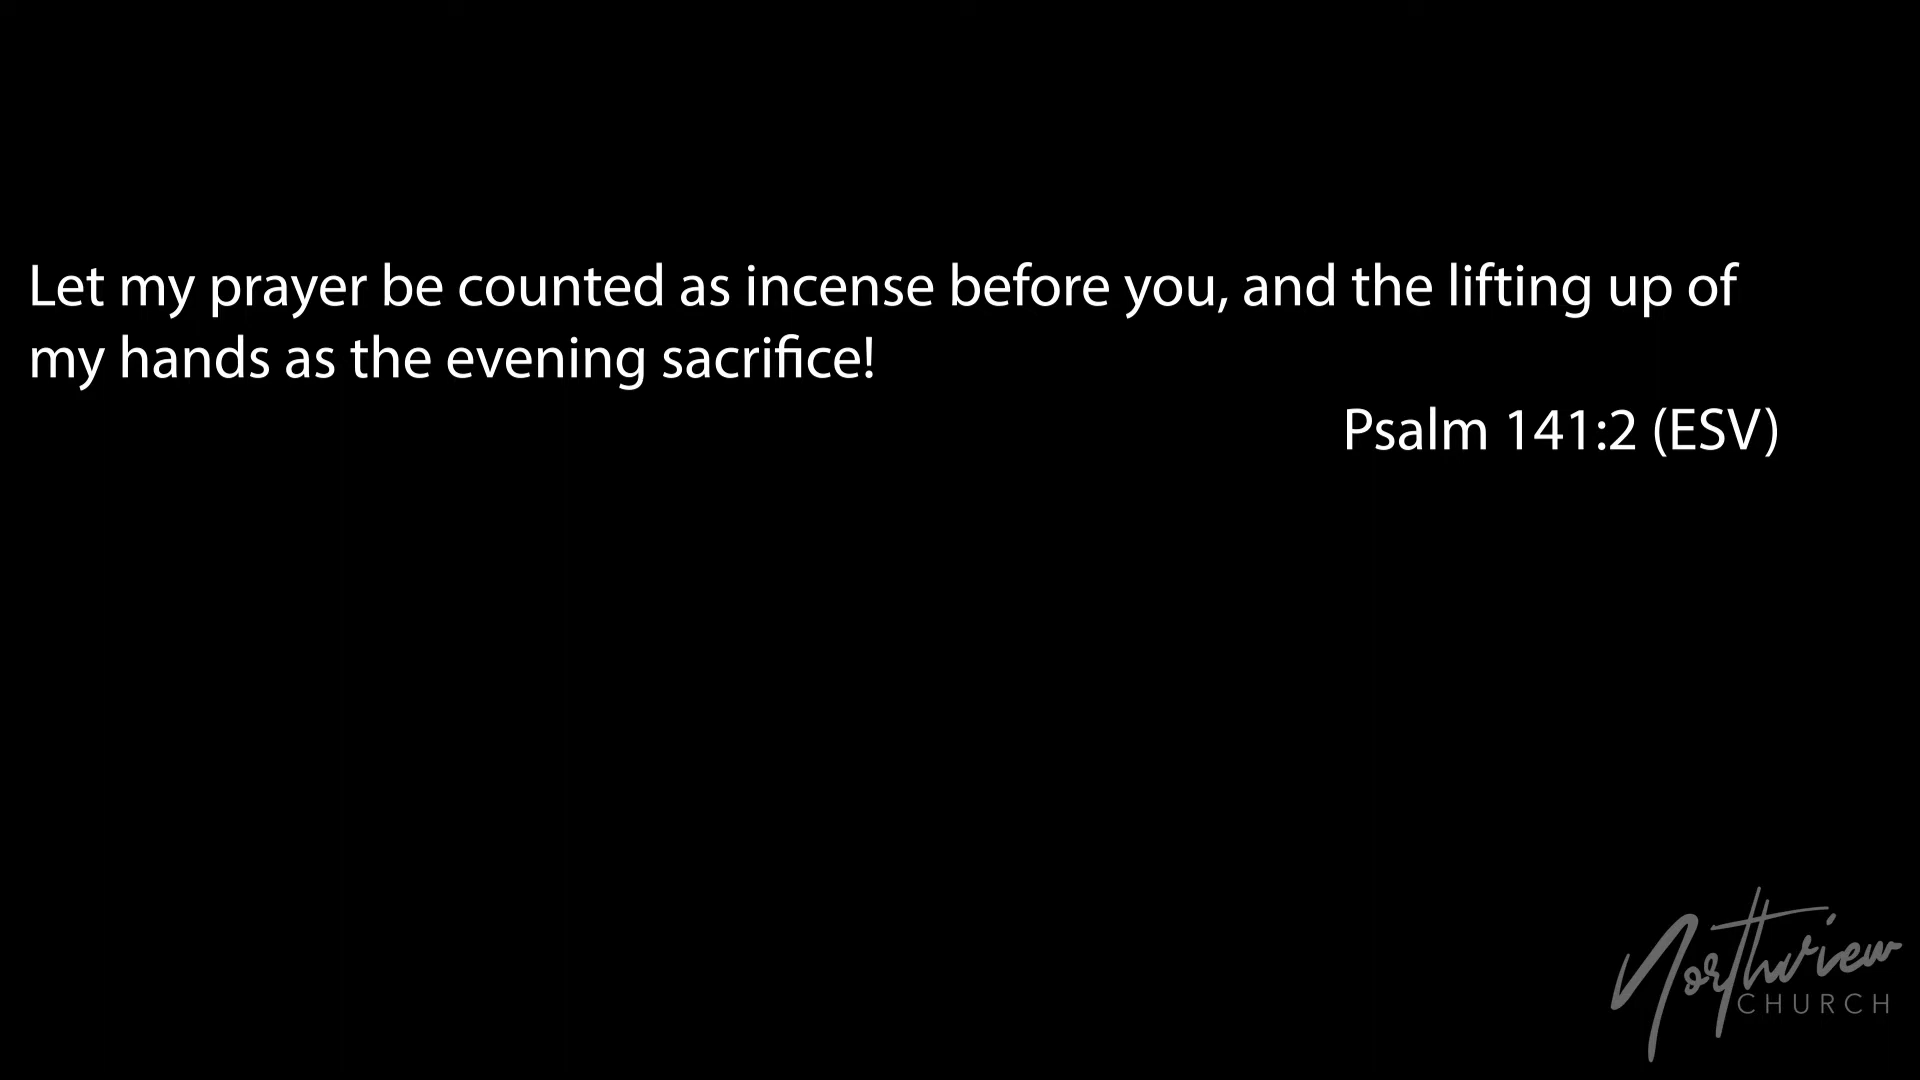 Let my prayer be counted as incense before you, and the lifting up of
my hands as the evening sacrifice!
Psalm 141:2 (ESV)
Northview
CHURCH